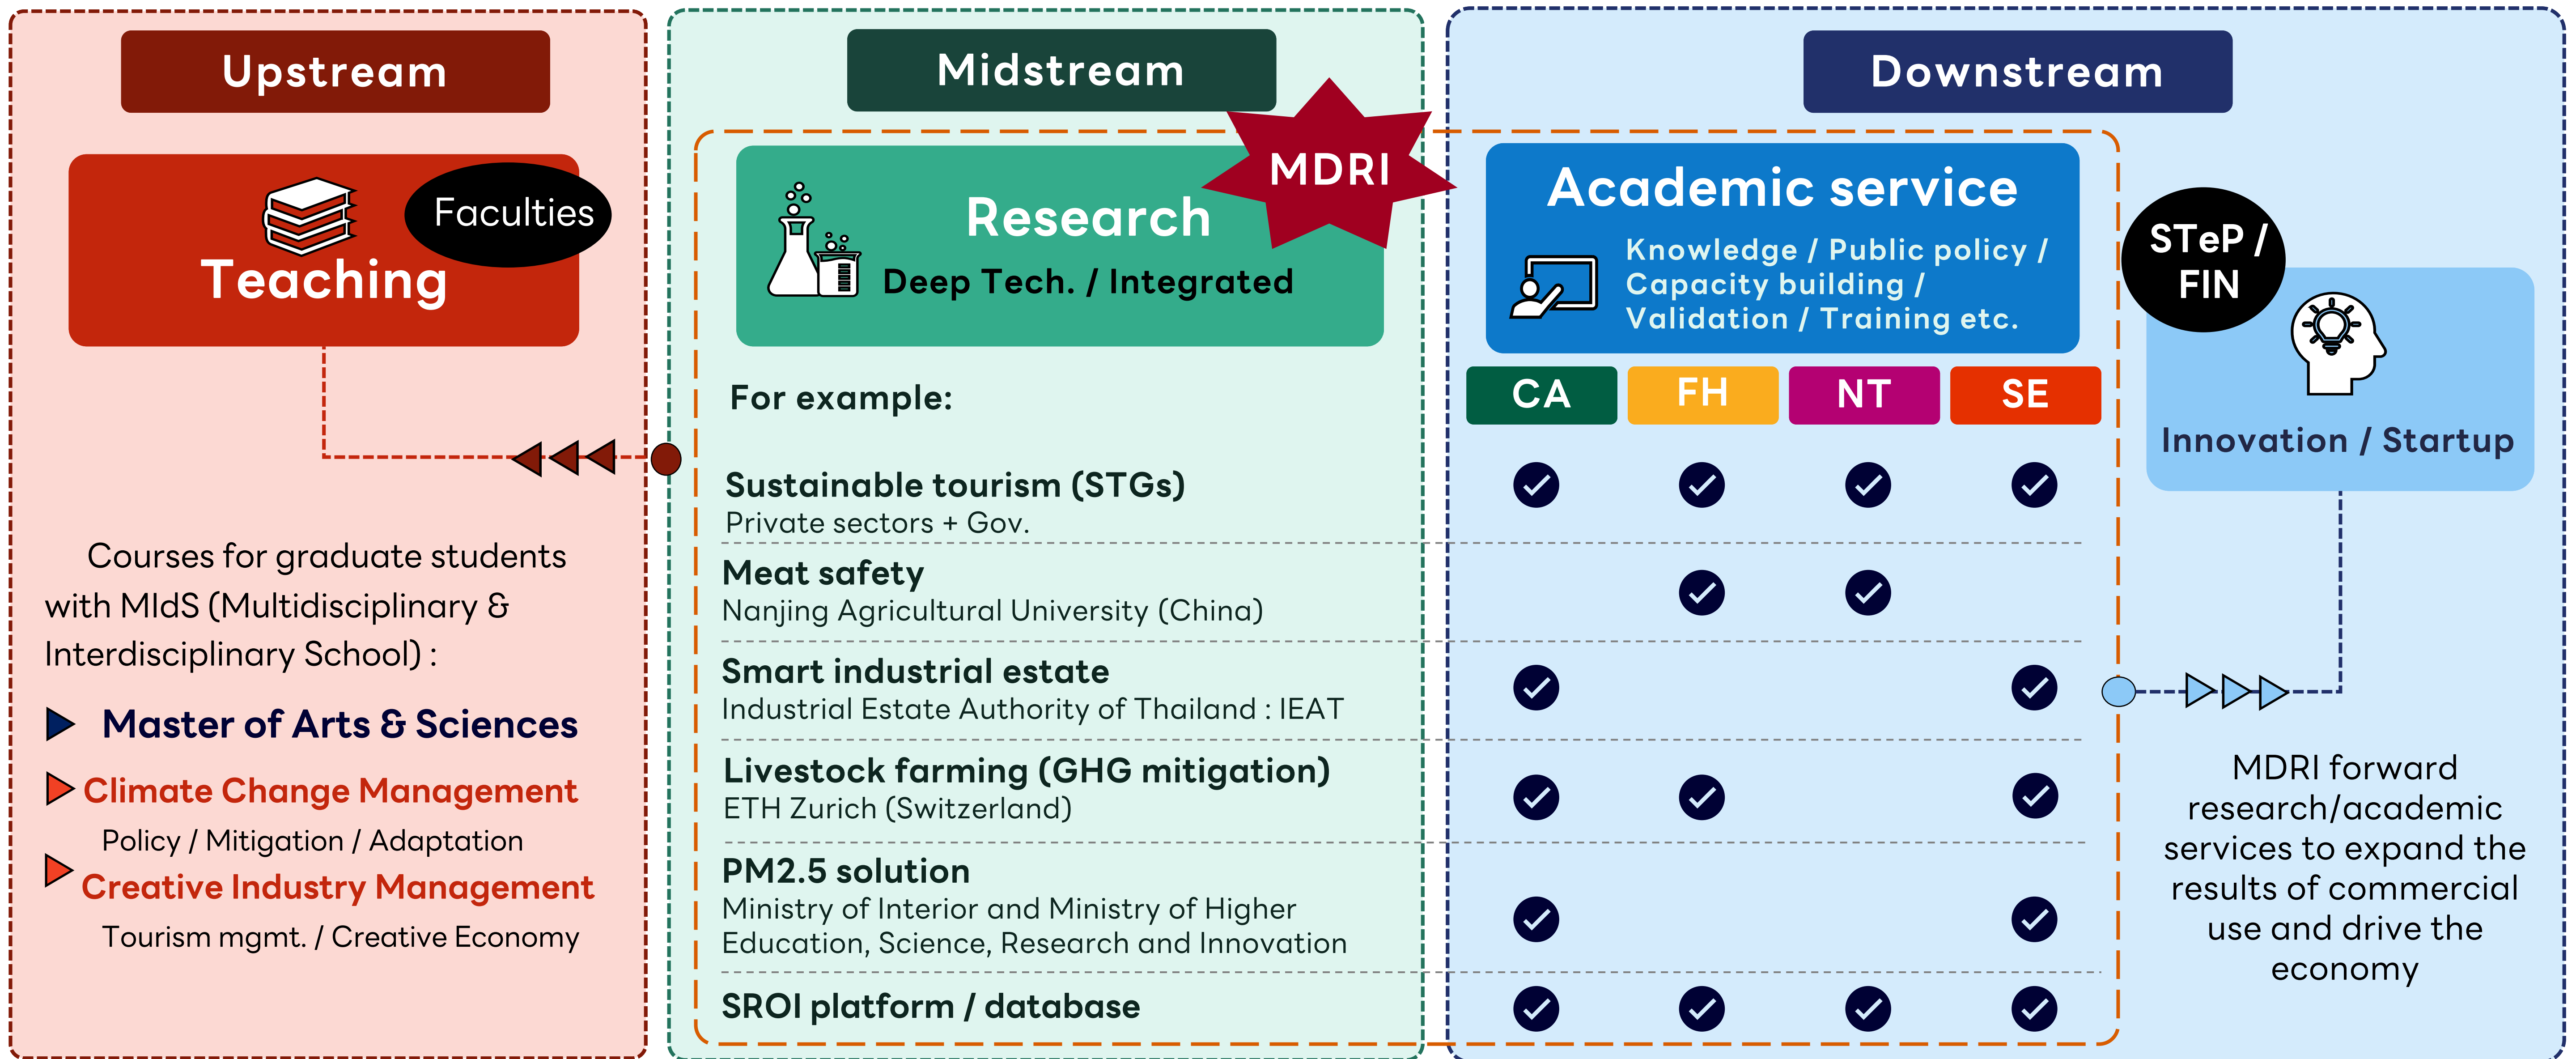 Upstream
Faculties
Teaching
Courses for graduate students
with MIdS (Multidisciplinary &
Interdisciplinary School) :
Master of Arts & Sciences
Climate Change Management
Policy / Mitigation / Adaptation
Creative Industry Management
Tourism mgmt. / Creative Economy
Midstream
MDRI
Research
Deep Tech. / Integrated
For example:
Sustainable tourism (STGs)
Private sectors + Gov.
Meat safety
Nanjing Agricultural University (China)
Smart industrial estate
Industrial Estate Authority of Thailand : IEAT
Livestock farming (GHG mitigation)
ETH Zurich (Switzerland)
PM2.5 solution
Ministry of Interior and Ministry of Higher
Education, Science, Research and Innovation
SROI platform / database
Downstream
Academic service
Knowledge / Public policy /
Capacity building /
Validation / Training etc.
CA FH NT SE
STeP /
FIN
Innovation / Startup
MDRI forward
research/academic
services to expand the
results of commercial
use and drive the
economy